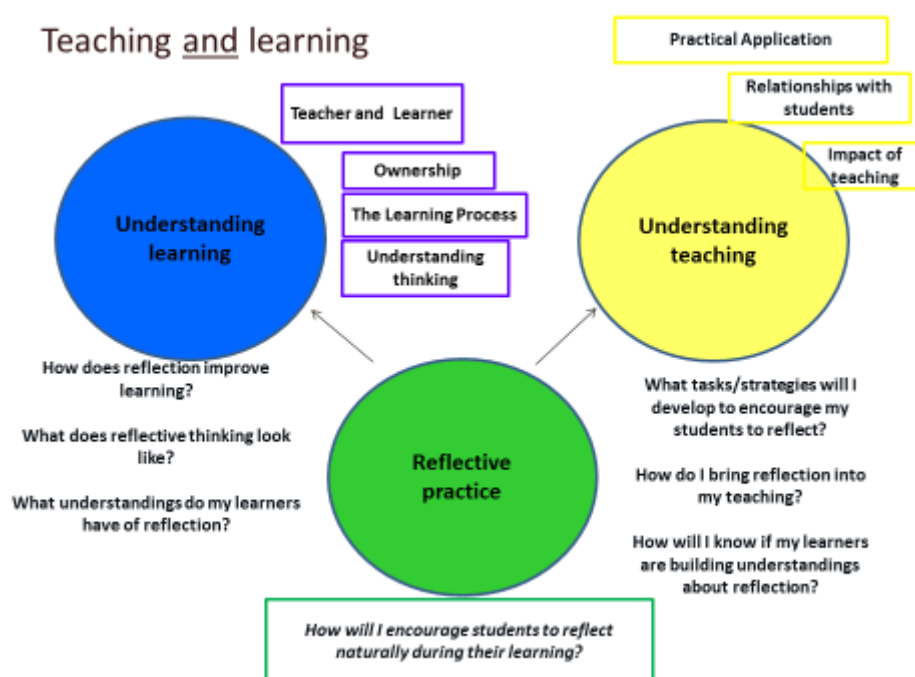 Teaching and learning
Practical Application
Relationships with
students
Impact of
teaching
Teacher and Learner
Ownership
The Learning Process
Understanding
thinking
Understanding
learning
Understanding
teaching
How does reflection improve
learning?
What does reflective thinking look
like?
What understandings do my learners
have of reflection?
Reflective
practice
What tasks/strategies will I
develop to encourage my
students to reflect?
How do I bring reflection into
my teaching?
How will I know if my learners
are building understandings
about reflection?
How will I encourage students to reflect
naturally during their learning?